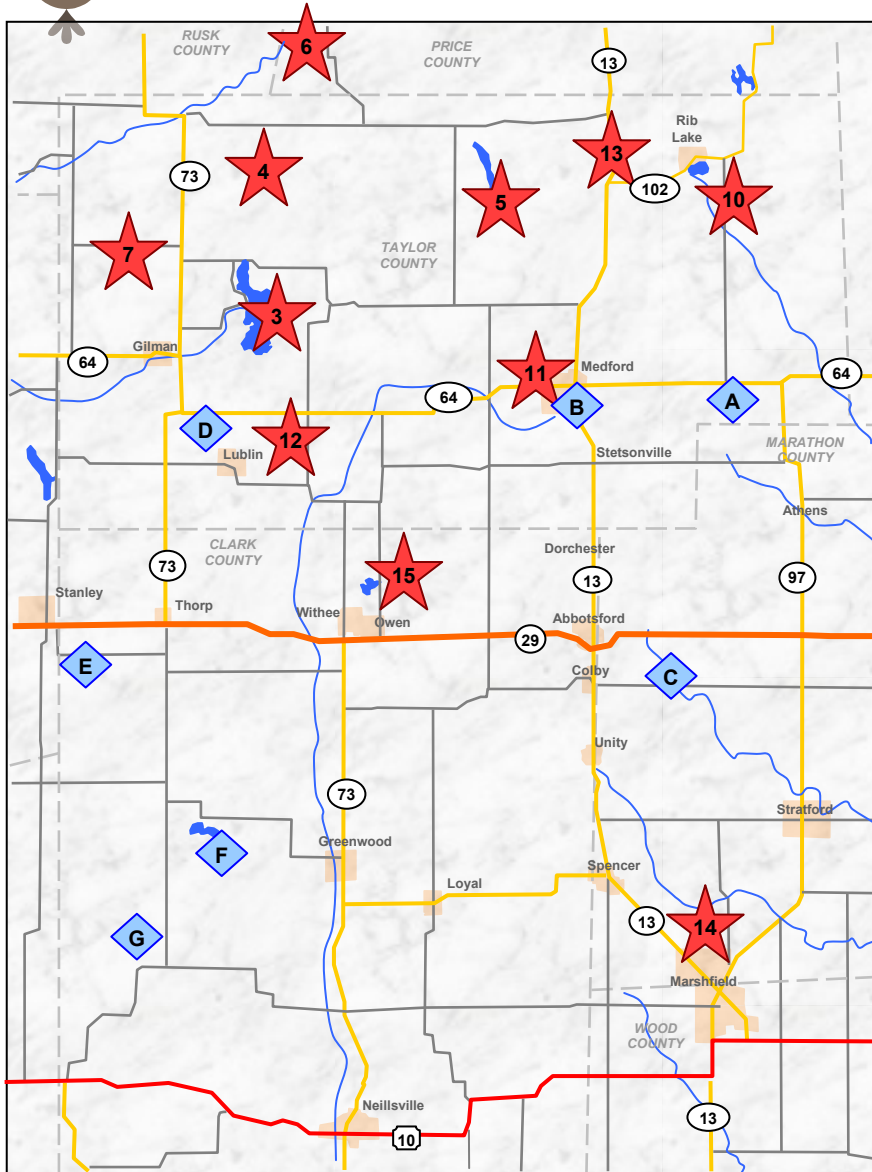 RUSK
COUNTY
6
PRICE
COUNTY
13
Rib
Lake
13
4
73
102
5
10
7
TAYLOR
COUNTY
3
Gilman
64
11
Medford
64
64
B
A
D
12
Lublin
Stetsonville
MARATHON
COUNTY
Athens
CLARK
COUNTY
Dorchester
73
15
13
97
Stanley
Thorp
Withee
Owen
Abbotsford
29
E
Colby
C
Unity
73
Stratford
Greenwood
F
Spencer
Loyal
13
14
G
Marshfield
WOOD
COUNTY
Neillsville
13
10